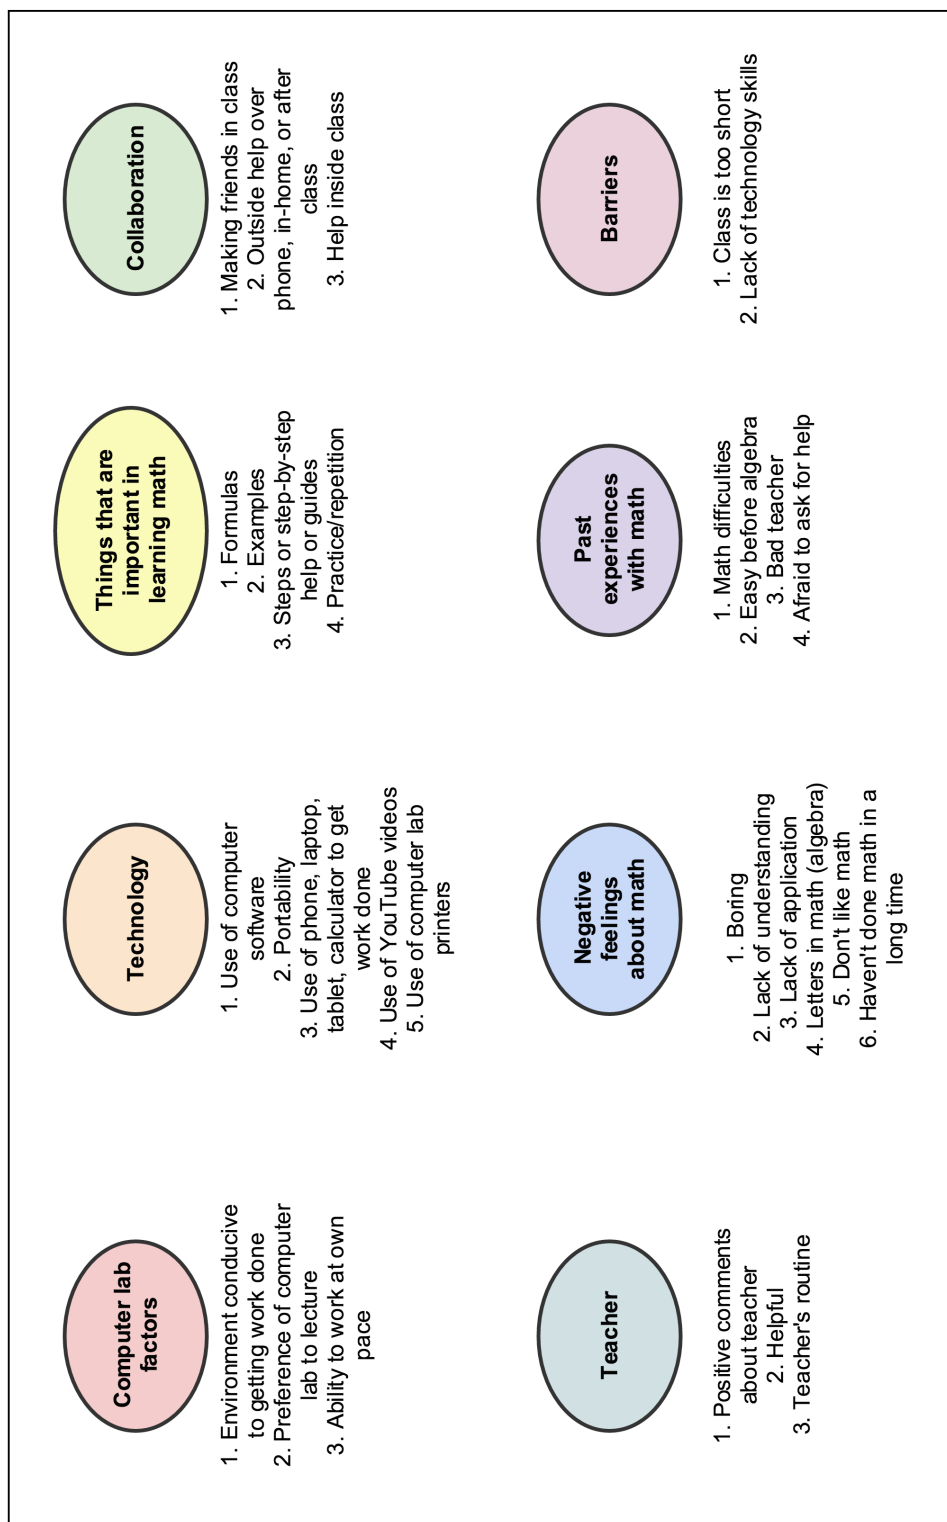 Computer lab
factors
1. Environment conducive
to getting work done
2. Preference of computer
lab to lecture
3. Ability to work at own
pace
Technology
1. Use of computer
software
2. Portability
3. Use of phone, laptop,
tablet, calculator to get
work done
4. Use of YouTube videos
5. Use of computer lab
printers
Things that are
important in
learning math
1. Formulas
2. Examples
3. Steps or step-by-step
help or guides
4. Practice/repetition
Collaboration
1. Making friends in class
2. Outside help over
phone, in-home, or after
class
3. Help inside class
Teacher
1. Positive comments
about teacher
2. Helpful
3. Teacher's routine
Negative
feelings
about math
1. Boring
2. Lack of understanding
3. Lack of application
4. Letters in math (algebra)
5. Don't like math
6. Haven't done math in a
long time
Past
experiences
with math
1. Math difficulties
2. Easy before algebra
3. Bad teacher
4. Afraid to ask for help
Barriers
1. Class is too short
2. Lack of technology skills